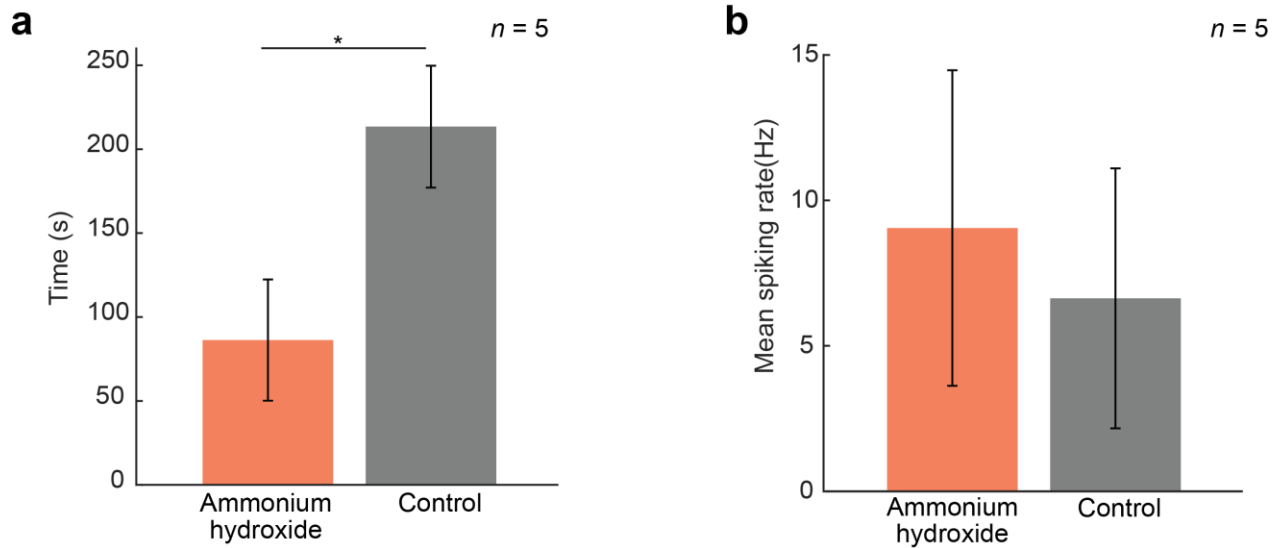 a
n = 5
*
250
200
150
100
50
0
Time (s)
Ammonium
hydroxide
Control
b
n = 5
15
10
5
0
Mean spiking rate(Hz)
Ammonium
hydroxide
Control